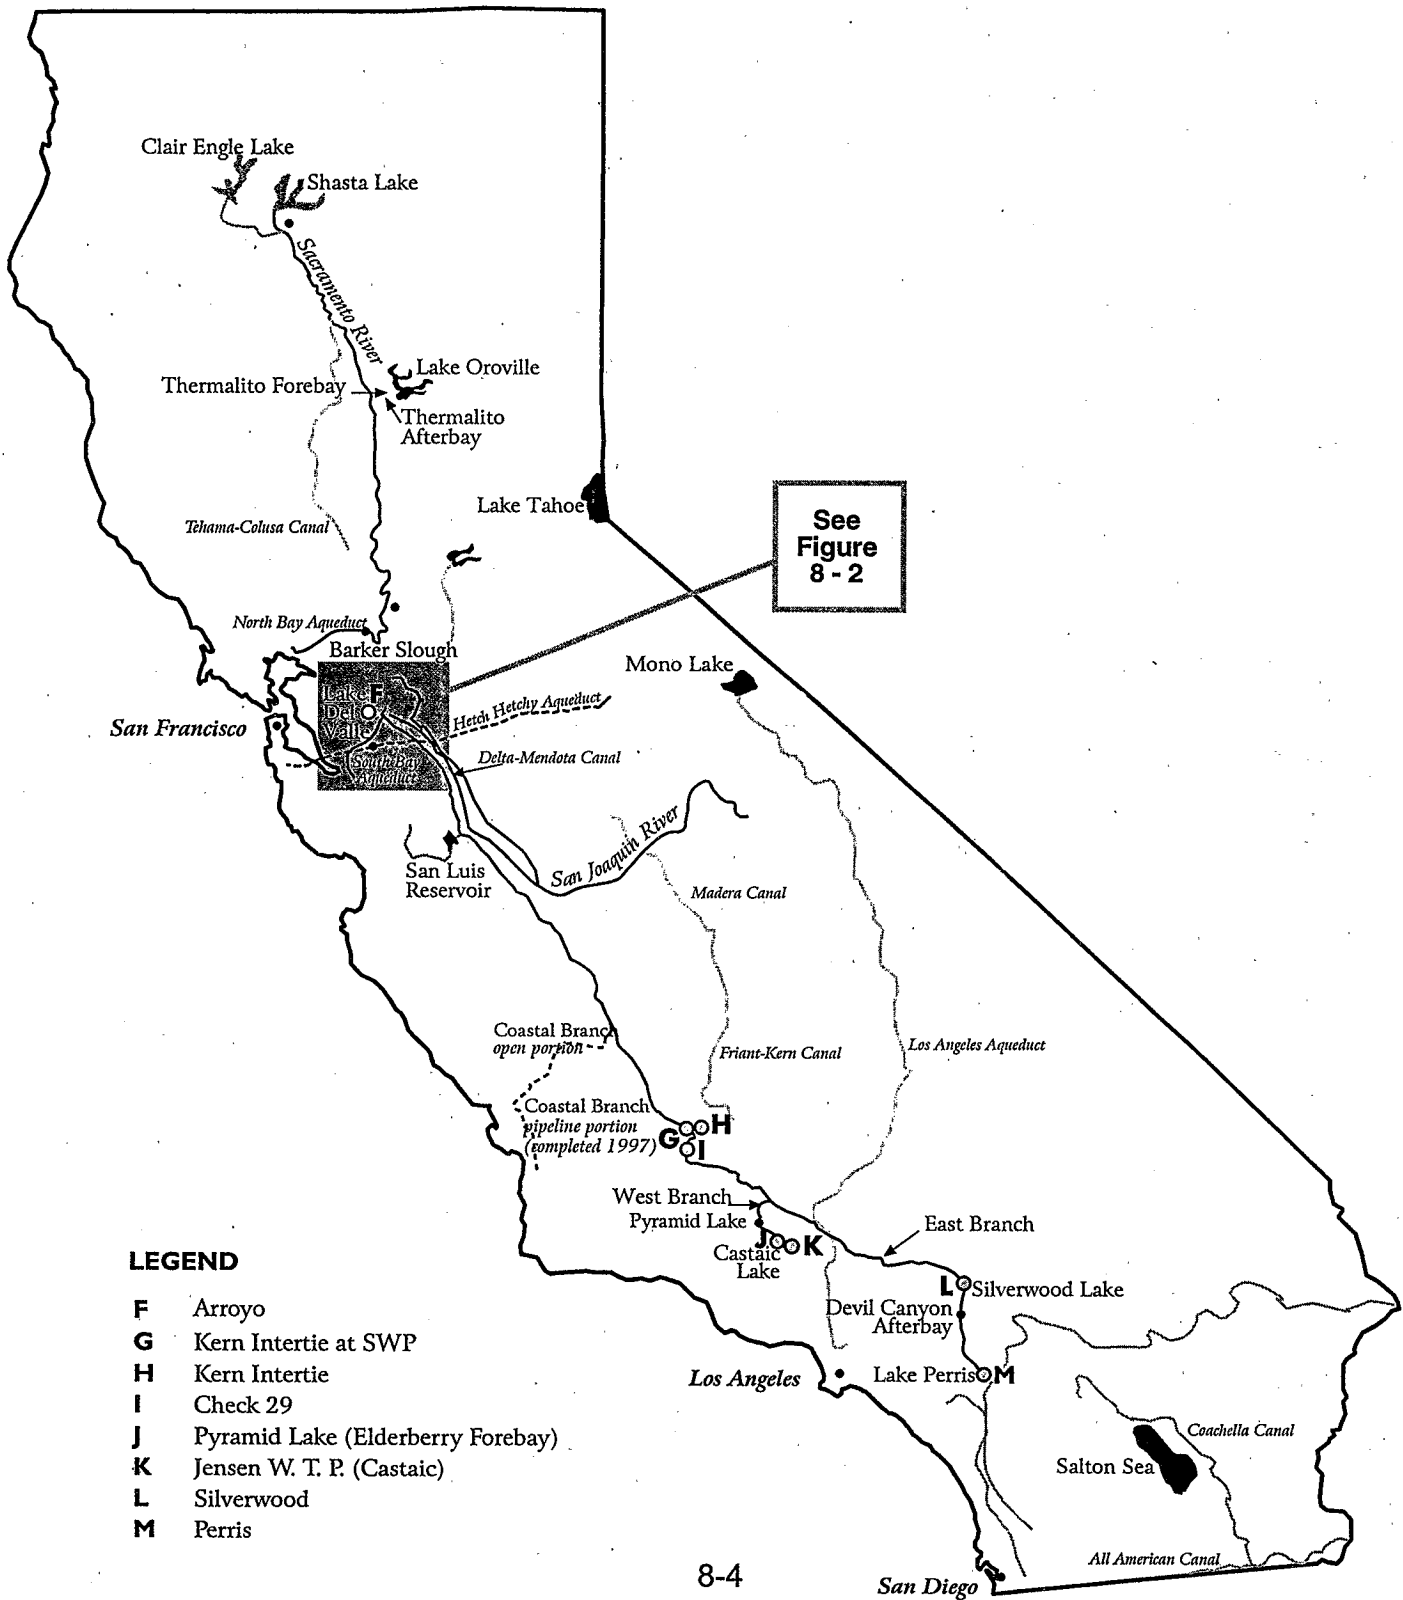 Clair Engle Lake
Shasta Lake
Sacramento River
Lake Oroville
Thermalito Forebay
Thermalito
Afterbay
Lake Tahoe
See
Figure
8 - 2
Tehama-Colusa Canal
North Bay Aqueduct
Barker Slough
Mono Lake
Lake F
Del
Valle
Hetch Hetchy Aqueduct
San Francisco
South Bay
Aqueduct
Delta-Mendota Canal
San Joaquin River
San Luis
Reservoir
Madera Canal
Coastal Branch
open portion
Friant-Kern Canal
Los Angeles Aqueduct
Coastal Branch
pipeline portion
(completed 1997)
H
G
I
West Branch
Pyramid Lake
East Branch
J
K
Castaic
Lake
LEGEND
F Arroyo
G Kern Intertie at SWP
H Kern Intertie
I Check 29
J Pyramid Lake (Elderberry Forebay)
K Jensen W. T. P. (Castaic)
L Silverwood
M Perris
L Silverwood Lake
Devil Canyon
Afterbay
Los Angeles
Lake Perris M
Coachella Canal
Salton Sea
All American Canal
San Diego
8-4